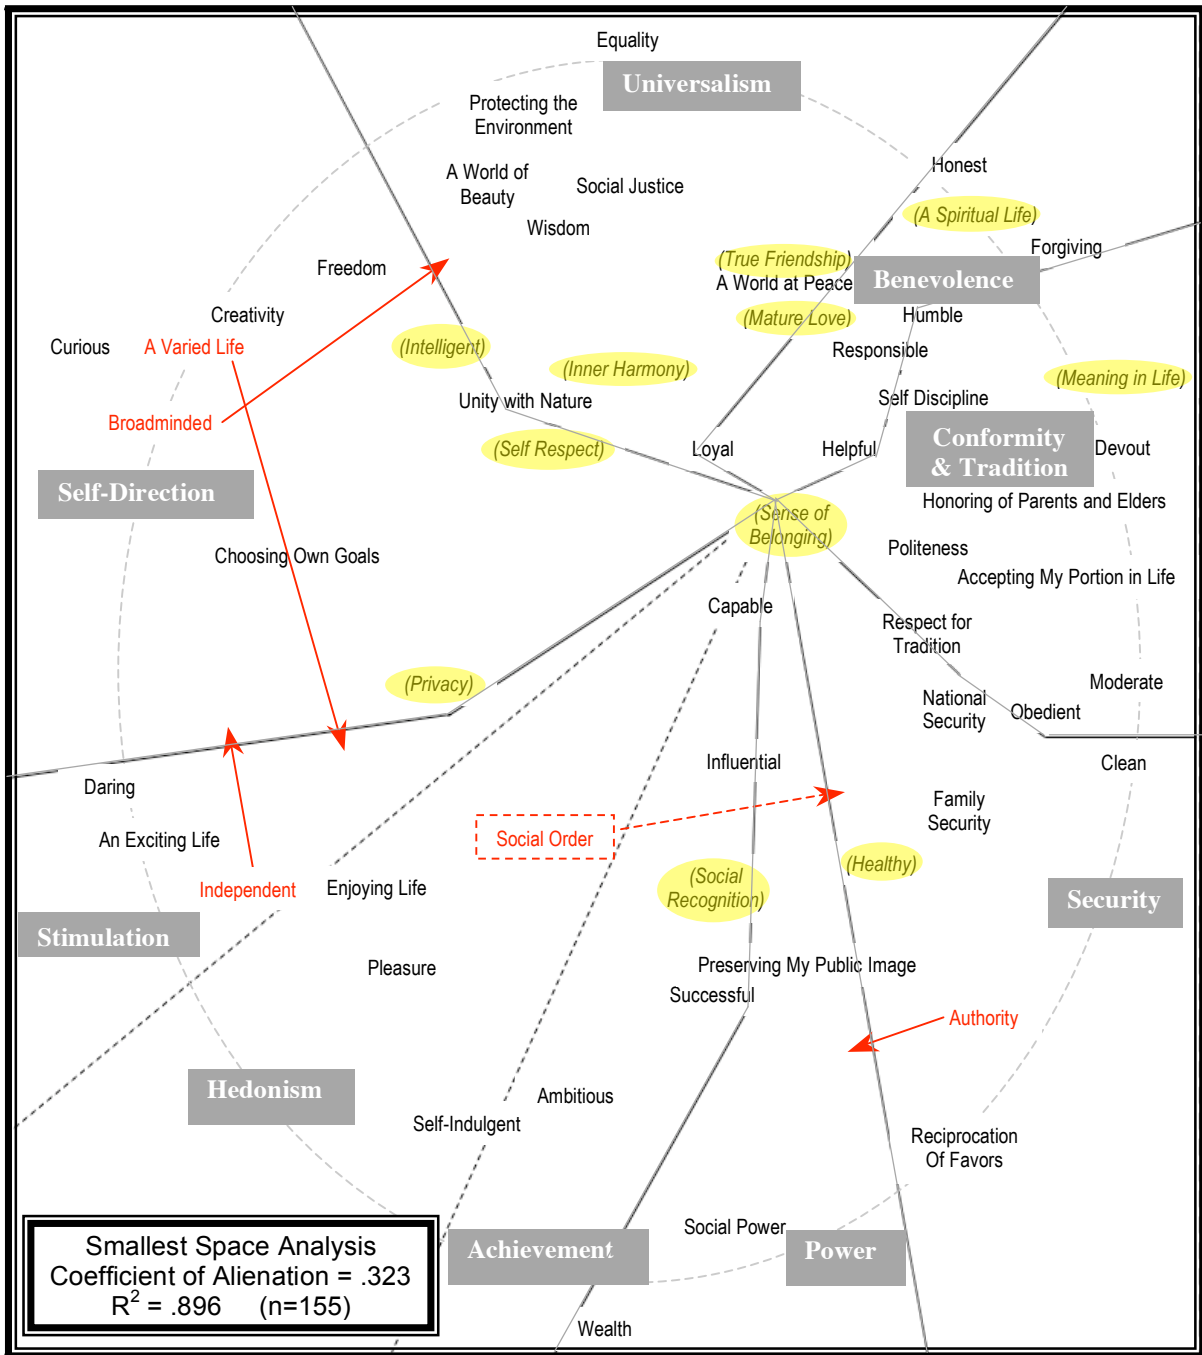 Equality
Universalism
Protecting the
Environment
Honest
A World of
Beauty
Social Justice
(A Spiritual Life)
Wisdom
Forgiving
(True Friendship)
Freedom
A World at Peace
Benevolence
Creativity
(Mature Love)
Humble
Curious
A Varied Life
(Intelligent)
Responsible
(Inner Harmony)
(Meaning in Life)
Unity with Nature
Self Discipline
Broadminded
(Self Respect)
Loyal
Helpful
Conformity
& Tradition
Devout
Self-Direction
Honoring of Parents and Elders
(Sense of
Belonging)
Choosing Own Goals
Politeness
Accepting My Portion in Life
Capable
Respect for
Tradition
(Privacy)
Moderate
National
Security
Obedient
Influential
Clean
Daring
Family
Security
An Exciting Life
Social Order
(Healthy)
Independent
Enjoying Life
(Social
Recognition)
Security
Stimulation
Pleasure
Preserving My Public Image
Successful
Authority
Hedonism
Ambitious
Self-Indulgent
Reciprocation
Of Favors
Social Power
Achievement
Power
Smallest Space Analysis
Coefficient of Alienation = .323
R² = .896 (n=155)
Wealth